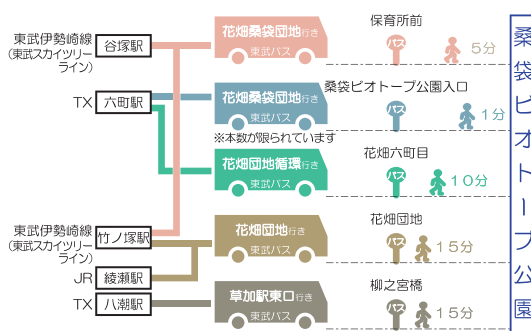 東武伊勢崎線
（東武スカイツリー
ライン）
谷塚駅
花畑桑袋団地行き
東武バス
保育所前
バス
5分
TX
六町駅
花畑桑袋団地行き
東武バス
桑袋ビオトープ公園入口
バス
1分
※本数が限られています
花畑団地循環行き
東武バス
花畑六町目
バス
10分
東武伊勢崎線
（東武スカイツリー
ライン）
竹ノ塚駅
花畑団地行き
東武バス
花畑団地
バス
15分
JR
綾瀬駅
TX
八潮駅
草加駅東口行き
東武バス
柳之宮橋
バス
15分
桑袋ビオトープ公園